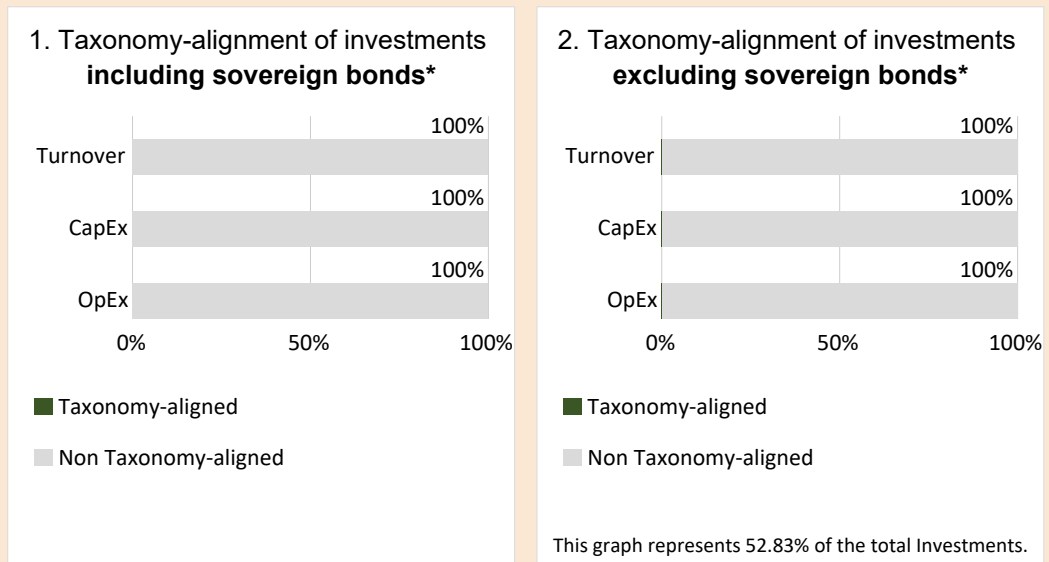 1. Taxonomy-alignment of investments
including sovereign bonds*
100%
Turnover
100%
CapEx
100%
OpEx
0% 50% 100%
Taxonomy-aligned
Non Taxonomy-aligned
2. Taxonomy-alignment of investments
excluding sovereign bonds*
100%
Turnover
100%
CapEx
100%
OpEx
0% 50% 100%
Taxonomy-aligned
Non Taxonomy-aligned
This graph represents 52.83% of the total Investments.